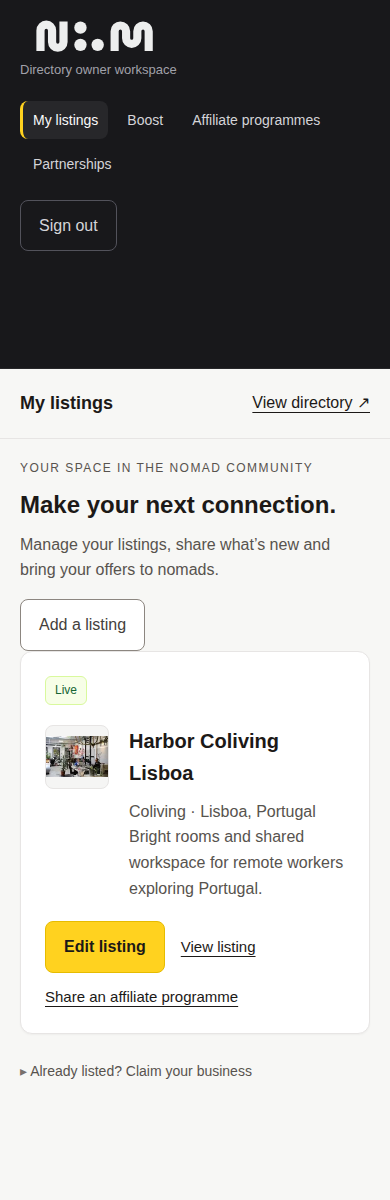 N:.M
Directory owner workspace
My listings Boost Affiliate programmes
Partnerships
Sign out
My listings View directory ↗
YOUR SPACE IN THE NOMAD COMMUNITY
Make your next connection.
Manage your listings, share what’s new and
bring your offers to nomads.
Add a listing
Live
Harbor Coliving
Lisboa
Coliving · Lisboa, Portugal
Bright rooms and shared
workspace for remote workers
exploring Portugal.
Edit listing View listing
Share an affiliate programme
▸ Already listed? Claim your business